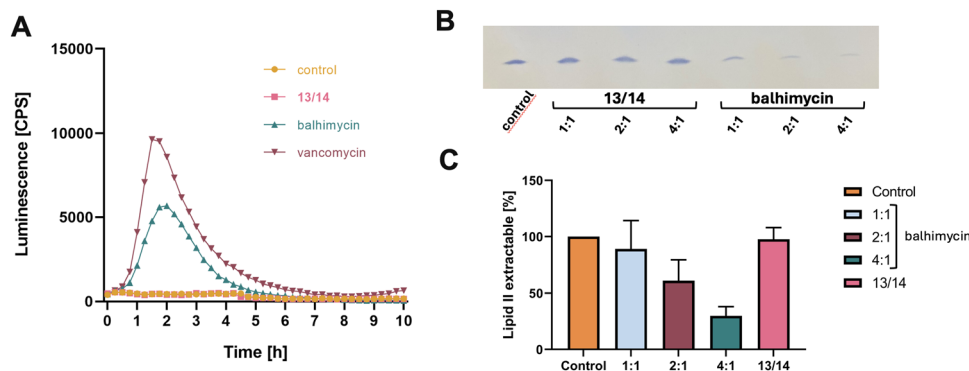 A
15000
10000
5000
0
Luminescence [CPS]
control
13/14
balhimycin
vancomycin
0 1 2 3 4 5 6 7 8 9 10
Time [h]
B
control
13/14
balhimycin
1:1 2:1 4:1 1:1 2:1 4:1
C
150
100
50
0
Lipid II extractable [%]
Control 1:1 2:1 4:1 13/14
Control
1:1
2:1
4:1
balhimycin
13/14